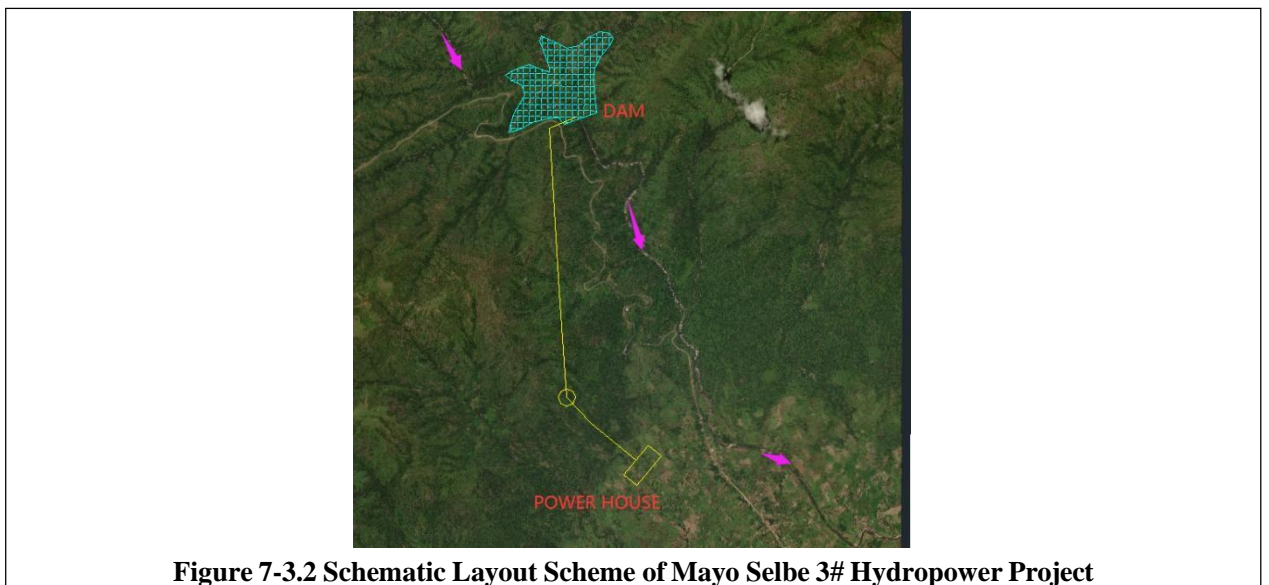 DAM
POWER HOUSE
Figure 7-3.2 Schematic Layout Scheme of Mayo Selbe 3# Hydropower Project